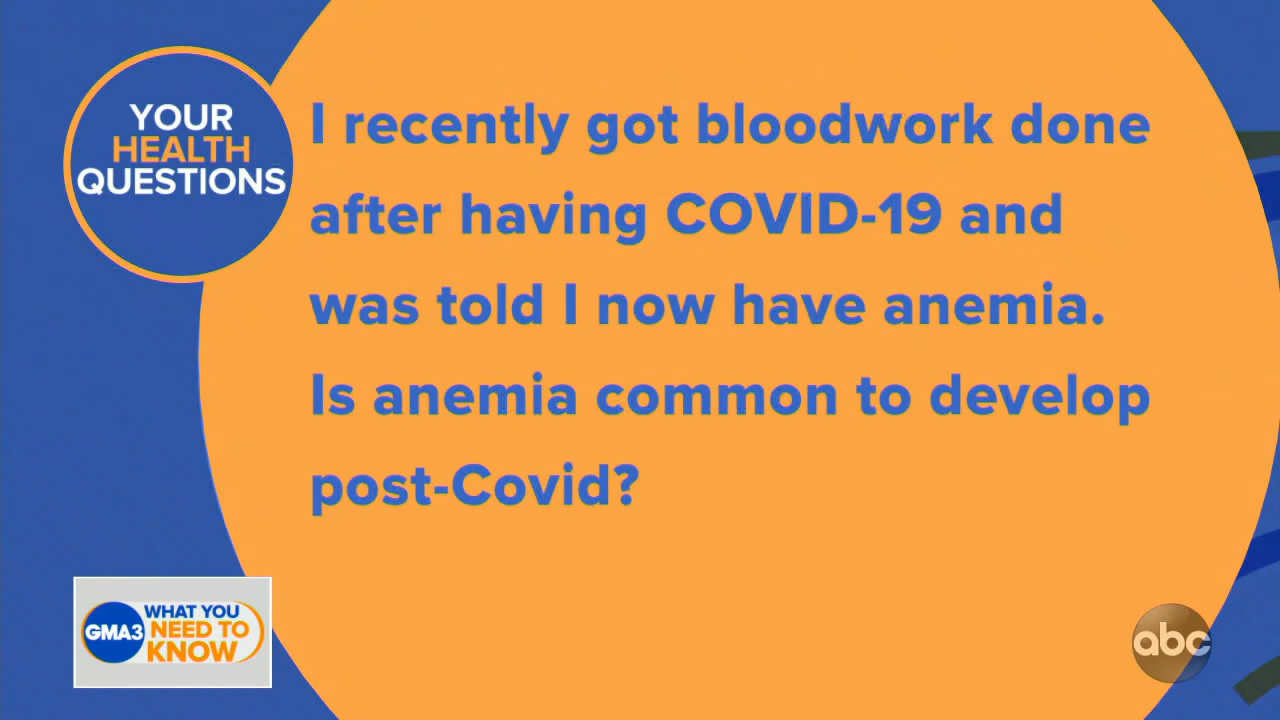 YOUR
HEALTH
QUESTIONS
I recently got bloodwork done
after having COVID-19 and
was told I now have anemia.
Is anemia common to develop
post-Covid?
GMA3
WHAT YOU
NEED TO
KNOW
abc